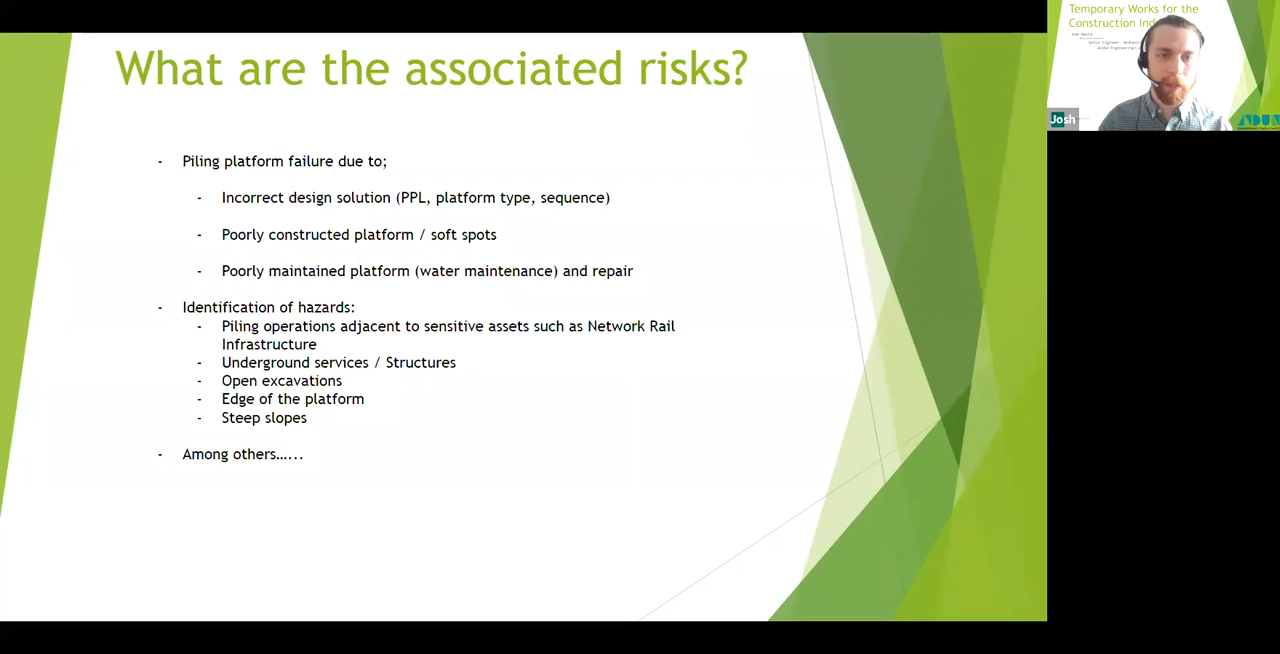 What are the associated risks?
- Piling platform failure due to;
- Incorrect design solution (PPL, platform type, sequence)
- Poorly constructed platform / soft spots
- Poorly maintained platform (water maintenance) and repair
- Identification of hazards:
- Piling operations adjacent to sensitive assets such as Network Rail
Infrastructure
- Underground services / Structures
- Open excavations
- Edge of the platform
- Steep slopes
- Among others…...
Temporary Works for the
Construction
Josh